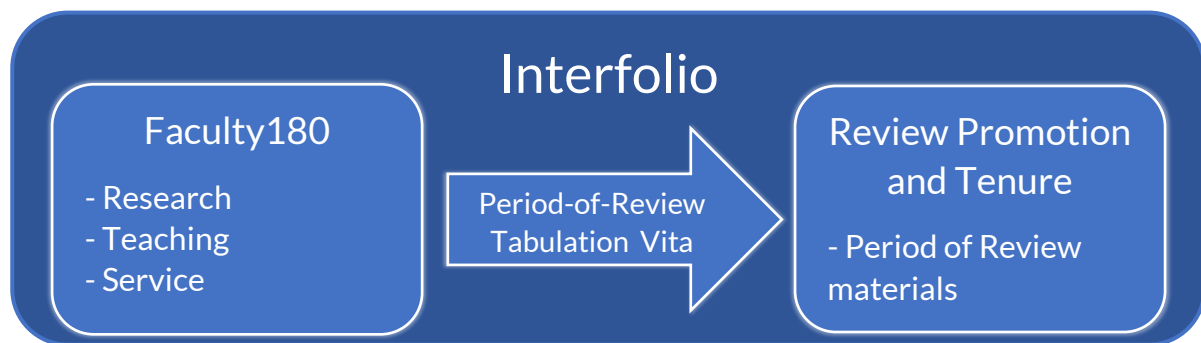 Interfolio
Faculty180
- Research
- Teaching
- Service
Period-of-Review
Tabulation Vita
Review Promotion
and Tenure
- Period of Review
materials